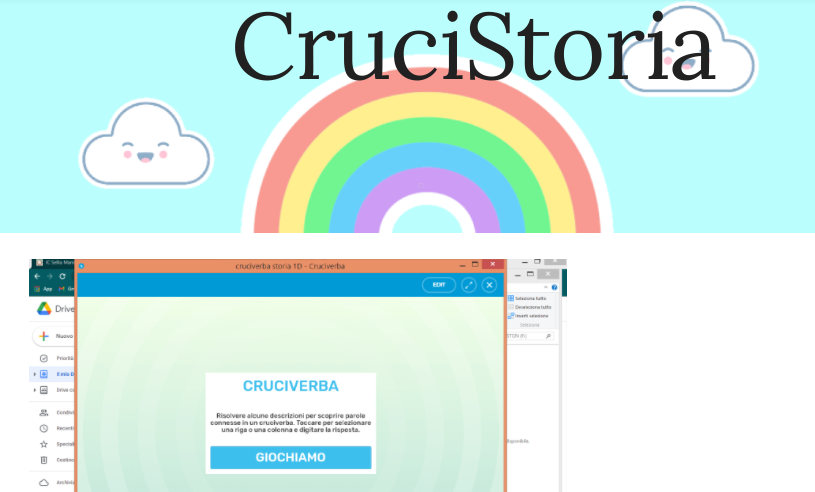 CruciStoria
cruciverba storia 1D - Cruciverba
App
EDIT
Drive
Seleziona tutto
Deseleziona tutto
Inverti selezione
Seleziona
Nuovo
Priorità
Il mio D
Drive co
CRUCIVERBA
Condivi
Risolvere alcune descrizioni per scoprire parole
connesse in un cruciverba. Toccare per selezionare
una riga o una colonna e digitare la risposta.
Recenti
Speciali
GIOCHIAMO
Archivia